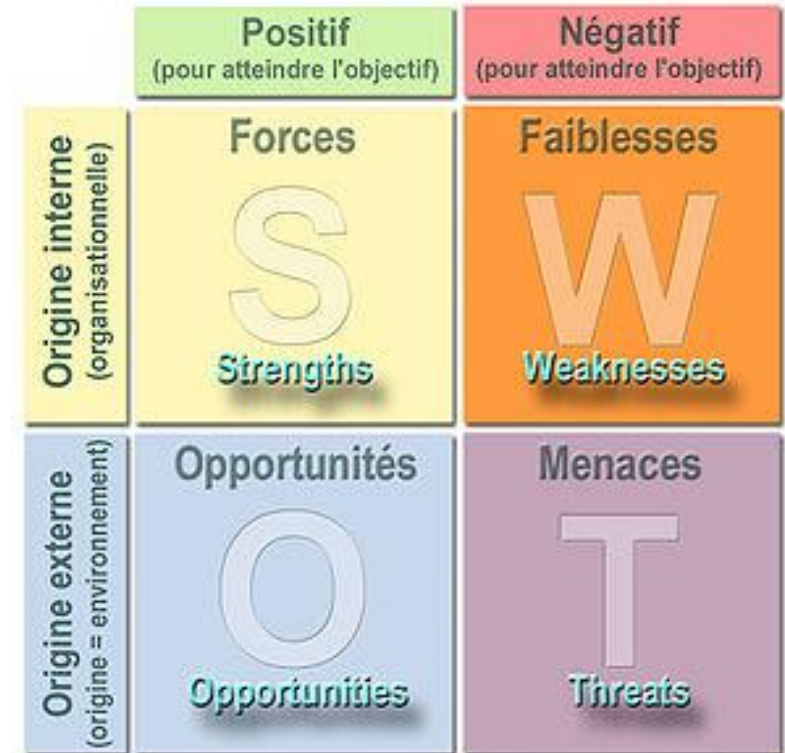 Positif
(pour atteindre l'objectif)
Négatif
(pour atteindre l'objectif)
Origine interne
(organisationnelle)
Forces
S
Strengths
Faiblesses
W
Weaknesses
Origine externe
(origine = environnement)
Opportunités
O
Opportunities
Menaces
T
Threats